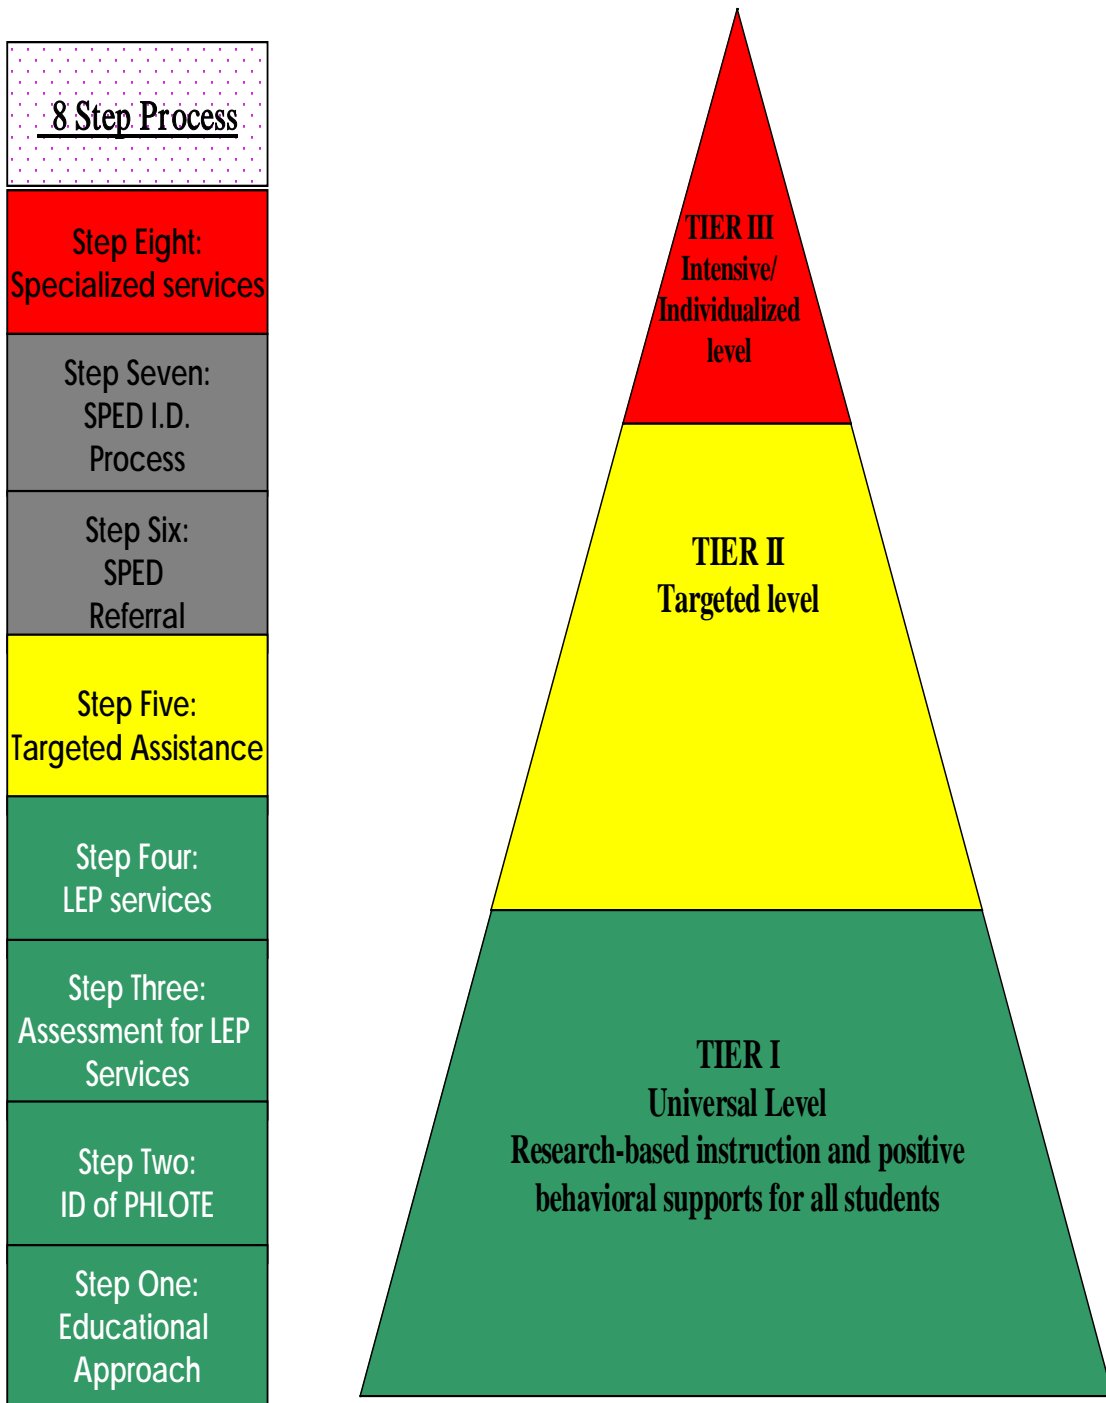 8 Step Process
Step Eight:
Specialized services
Step Seven:
SPED I.D.
Process
Step Six:
SPED
Referral
Step Five:
Targeted Assistance
Step Four:
LEP services
Step Three:
Assessment for LEP
Services
Step Two:
ID of PHLOTE
Step One:
Educational
Approach
TIER III
Intensive/
Individualized
level
TIER II
Targeted level
TIER I
Universal Level
Research-based instruction and positive
behavioral supports for all students